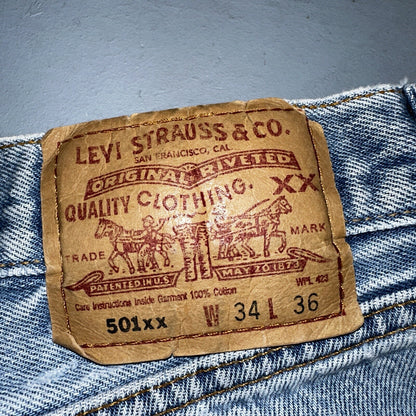 LEVI STRAUSS & CO.
SAN FRANCISCO, CAL
ORIGINAL RIVETED
QUALITY CLOTHING. XX
TRADE MARK
PATENTED IN U.S. MAY 20 1873
Care Instructions Inside Garment 100% Cotton WPL 423
501xx W 34 L 36